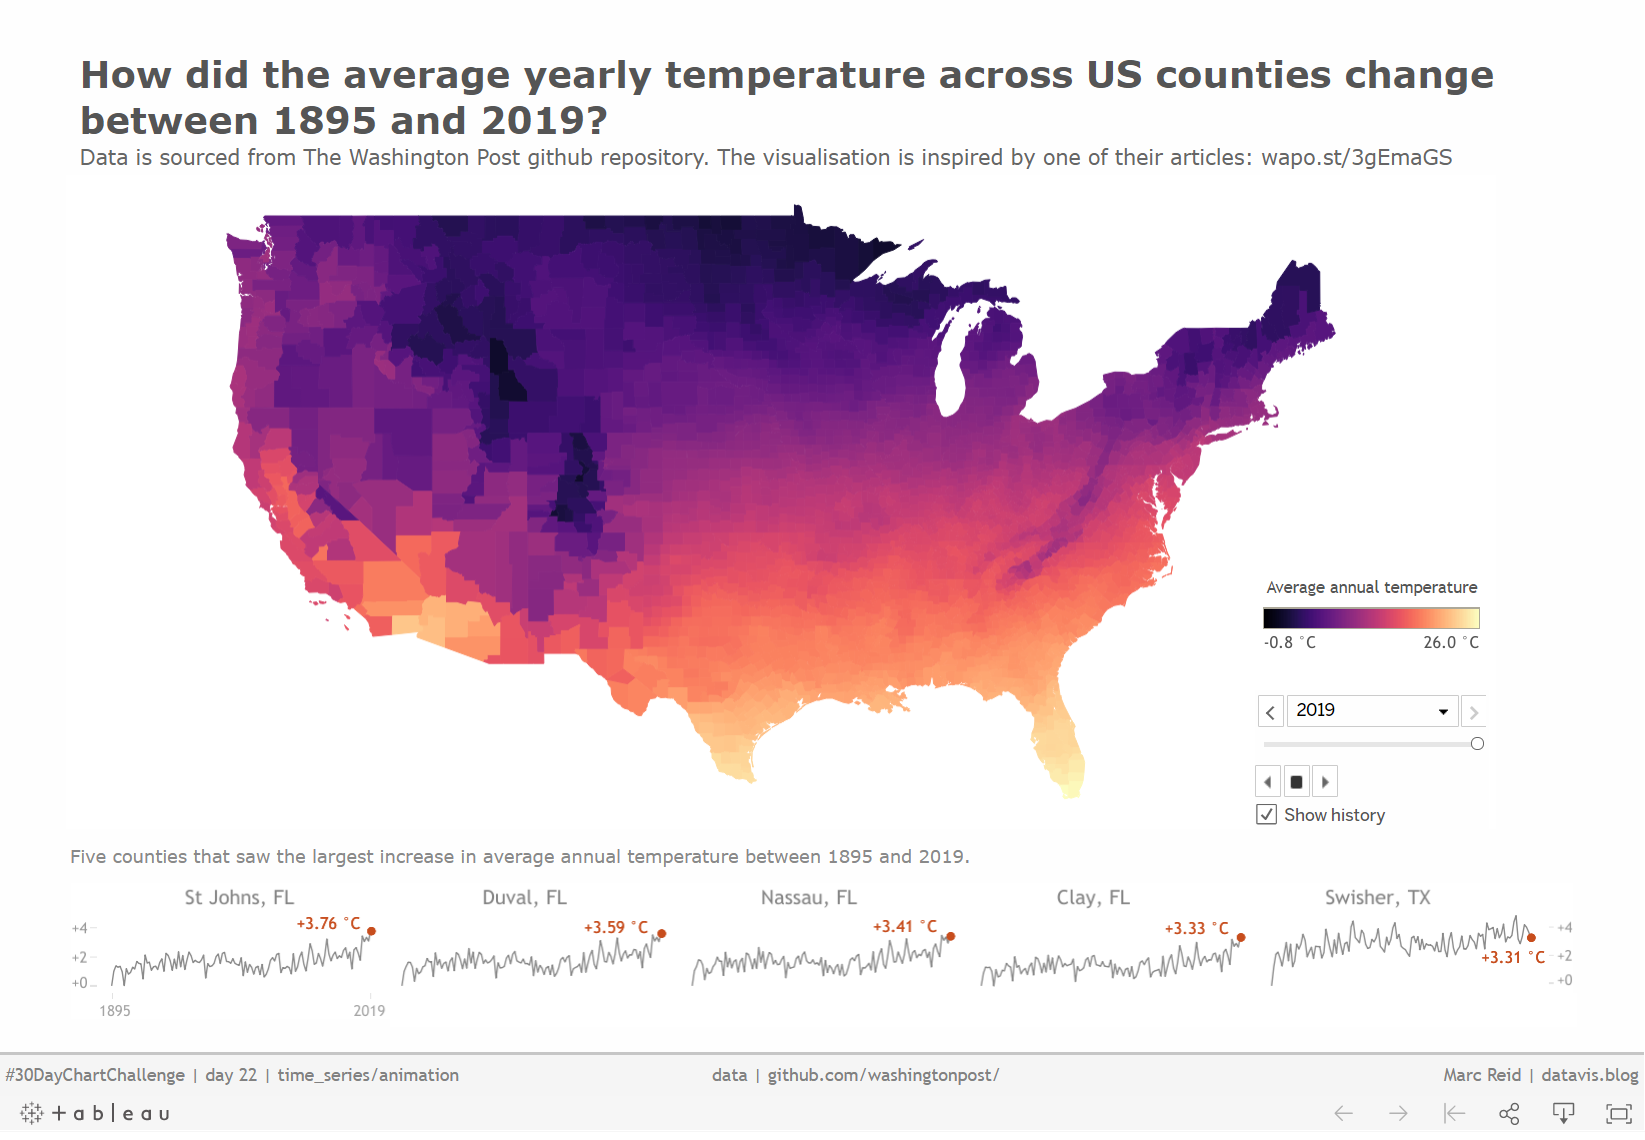 How did the average yearly temperature across US counties change
between 1895 and 2019?
Data is sourced from The Washington Post github repository. The visualisation is inspired by one of their articles: wapo.st/3gEmaGS
Average annual temperature
-0.8 °C 26.0 °C
2019
Show history
Five counties that saw the largest increase in average annual temperature between 1895 and 2019.
St Johns, FL Duval, FL Nassau, FL Clay, FL Swisher, TX
+3.76 °C +3.59 °C +3.41 °C +3.33 °C +3.31 °C
+4 +4
+2 +2
+0 +0
1895 2019
#30DayChartChallenge | day 22 | time_series/animation data | github.com/washingtonpost/ Marc Reid | datavis.blog
+ableau